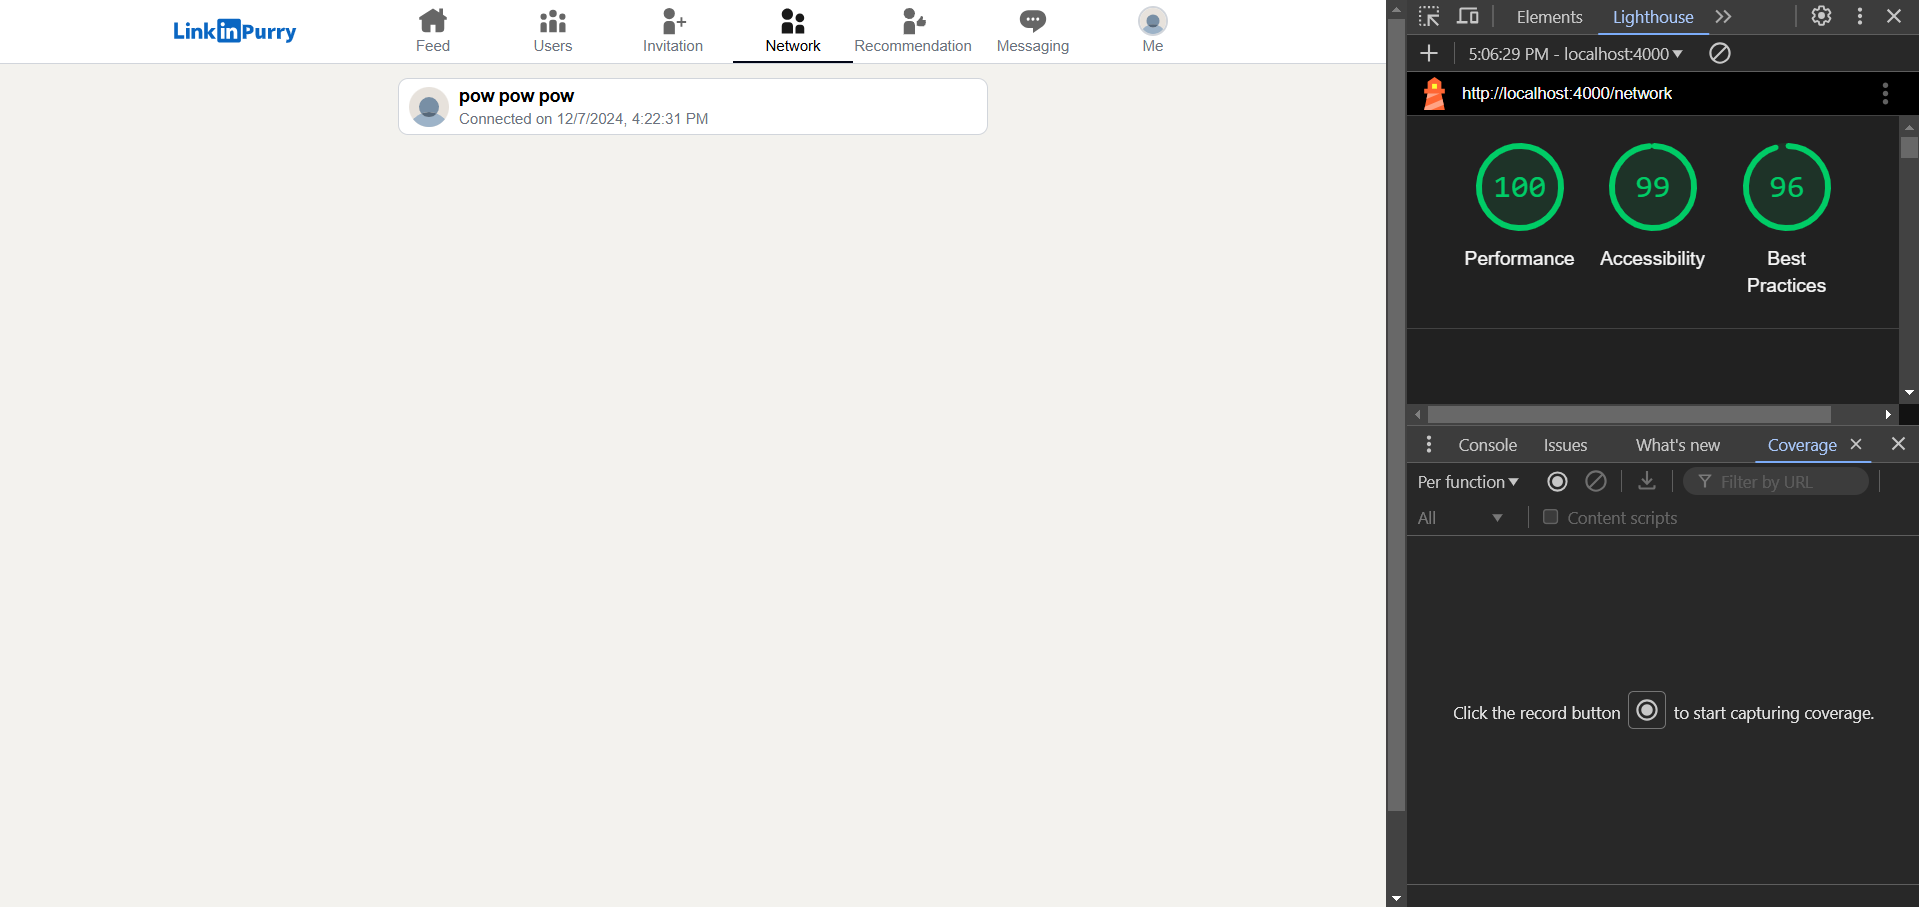 LinkinPurry
Feed
Users
Invitation
Network
Recommendation
Messaging
Me
pow pow pow
Connected on 12/7/2024, 4:22:31 PM
Elements
Lighthouse
5:06:29 PM - localhost:4000
http://localhost:4000/network
100
99
96
Performance
Accessibility
Best
Practices
Console
Issues
What's new
Coverage
Per function
Filter by URL
All
Content scripts
Click the record button to start capturing coverage.